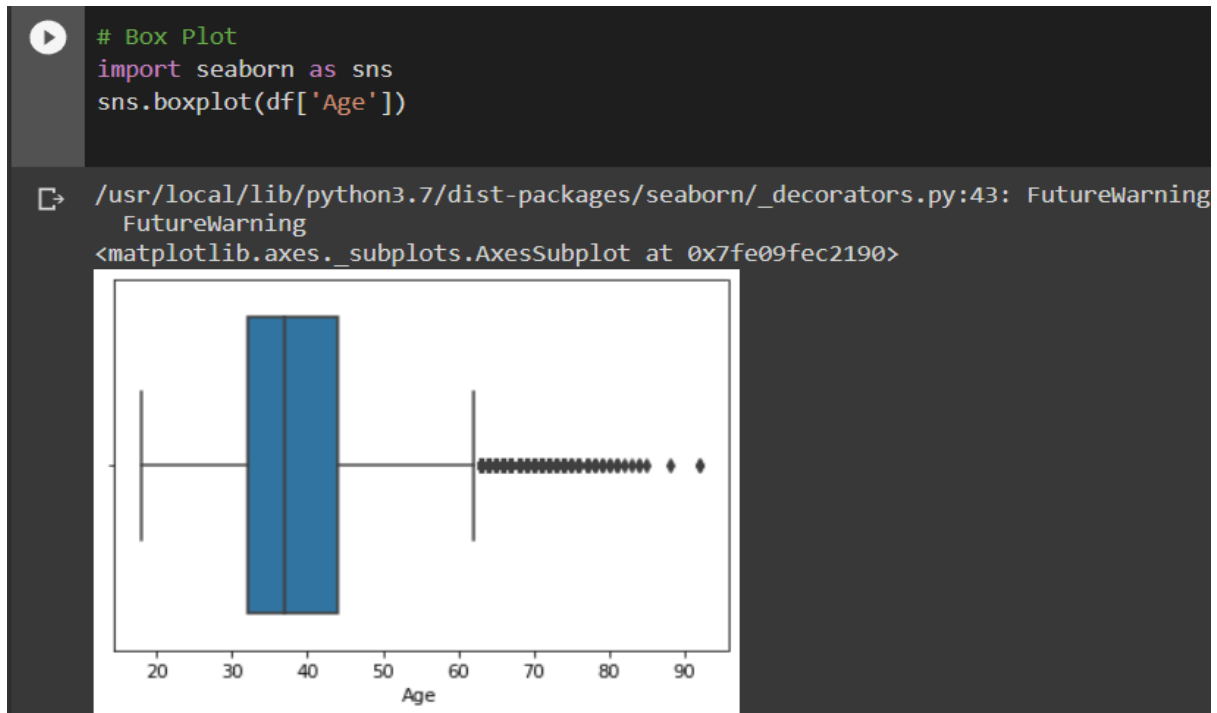 # Box Plot
import seaborn as sns
sns.boxplot(df['Age'])
/usr/local/lib/python3.7/dist-packages/seaborn/_decorators.py:43: FutureWarning
FutureWarning
<matplotlib.axes._subplots.AxesSubplot at 0x7fe09fec2190>
20 30 40 50 60 70 80 90
Age